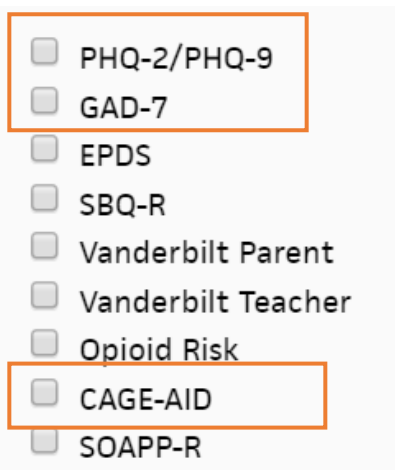 PHQ-2/PHQ-9
GAD-7
EPDS
SBQ-R
Vanderbilt Parent
Vanderbilt Teacher
Opioid Risk
CAGE-AID
SOAPP-R